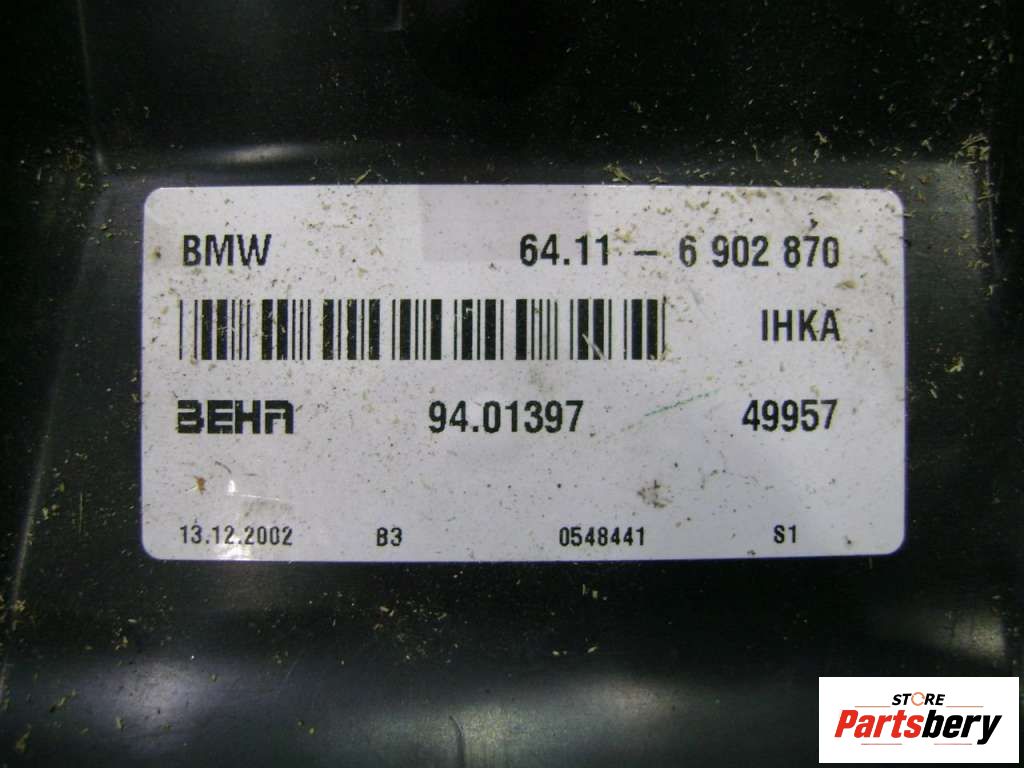 BMW 64.11 - 6 902 870
IHKA
BEHR 94.01397 49957
13.12.2002 B3 0548441 S1
STORE
Partsbery